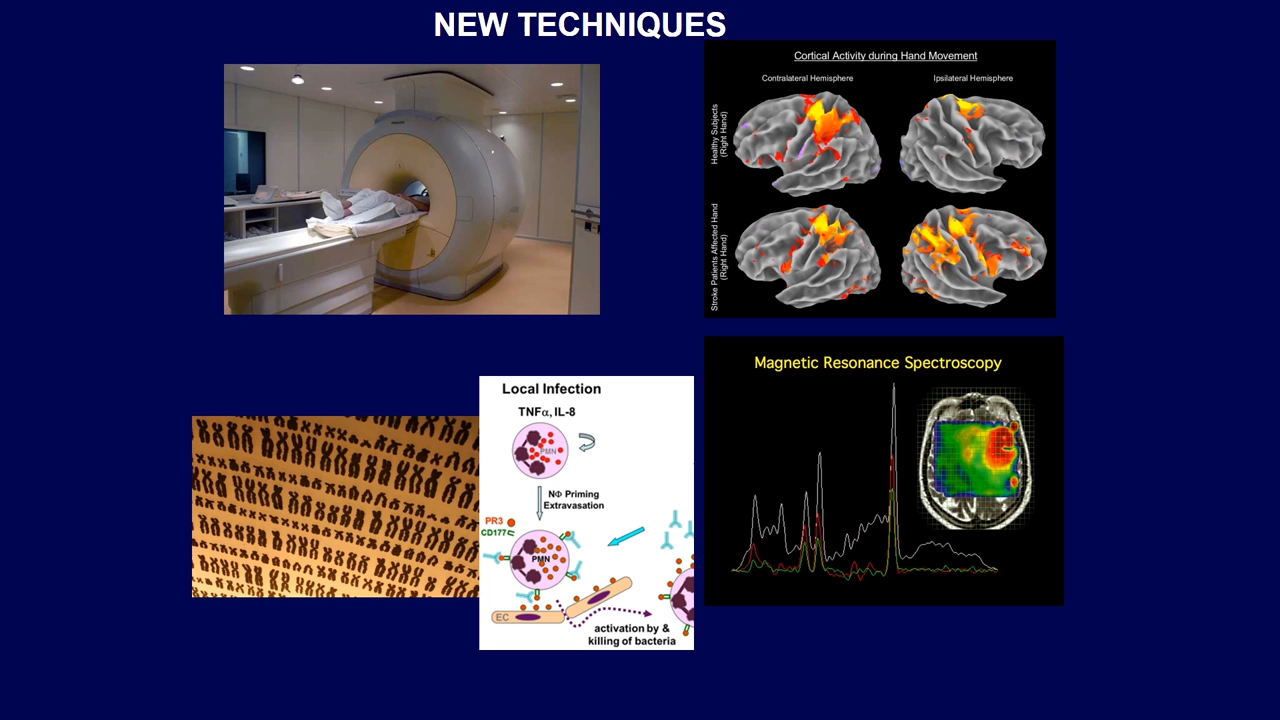 NEW TECHNIQUES
Cortical Activity during Hand Movement
Contralateral Hemisphere
Ipsilateral Hemisphere
Healthy Subjects
(Right Hand)
Stroke Patients Affected Hand
(Right Hand)
Local Infection
TNFα, IL-8
PMN
NΦ Priming
Extravasation
PR3
CD177
PMN
EC
activation by &
killing of bacteria
Magnetic Resonance Spectroscopy